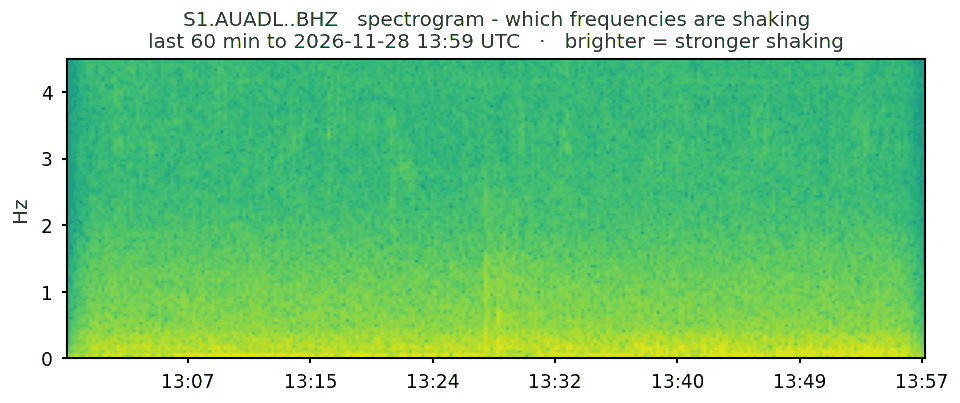 S1.AUADL..BHZ   spectrogram - which frequencies are shaking
last 60 min to 2026-11-28 13:59 UTC   ·   brighter = stronger shaking
4
3
Hz
2
1
0
13:07 13:15 13:24 13:32 13:40 13:49 13:57